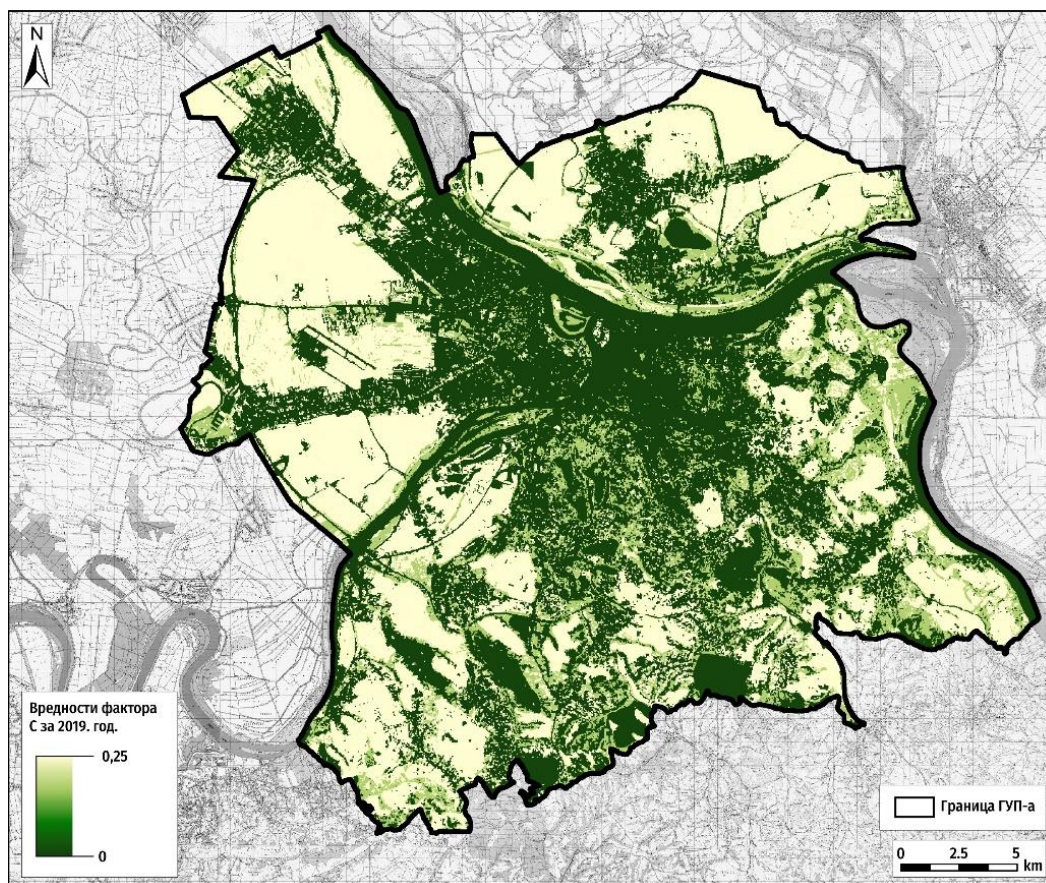 N
Вредности фактора
С за 2019. год.
0,25
0
Граница ГУП-а
0 2.5 5
km